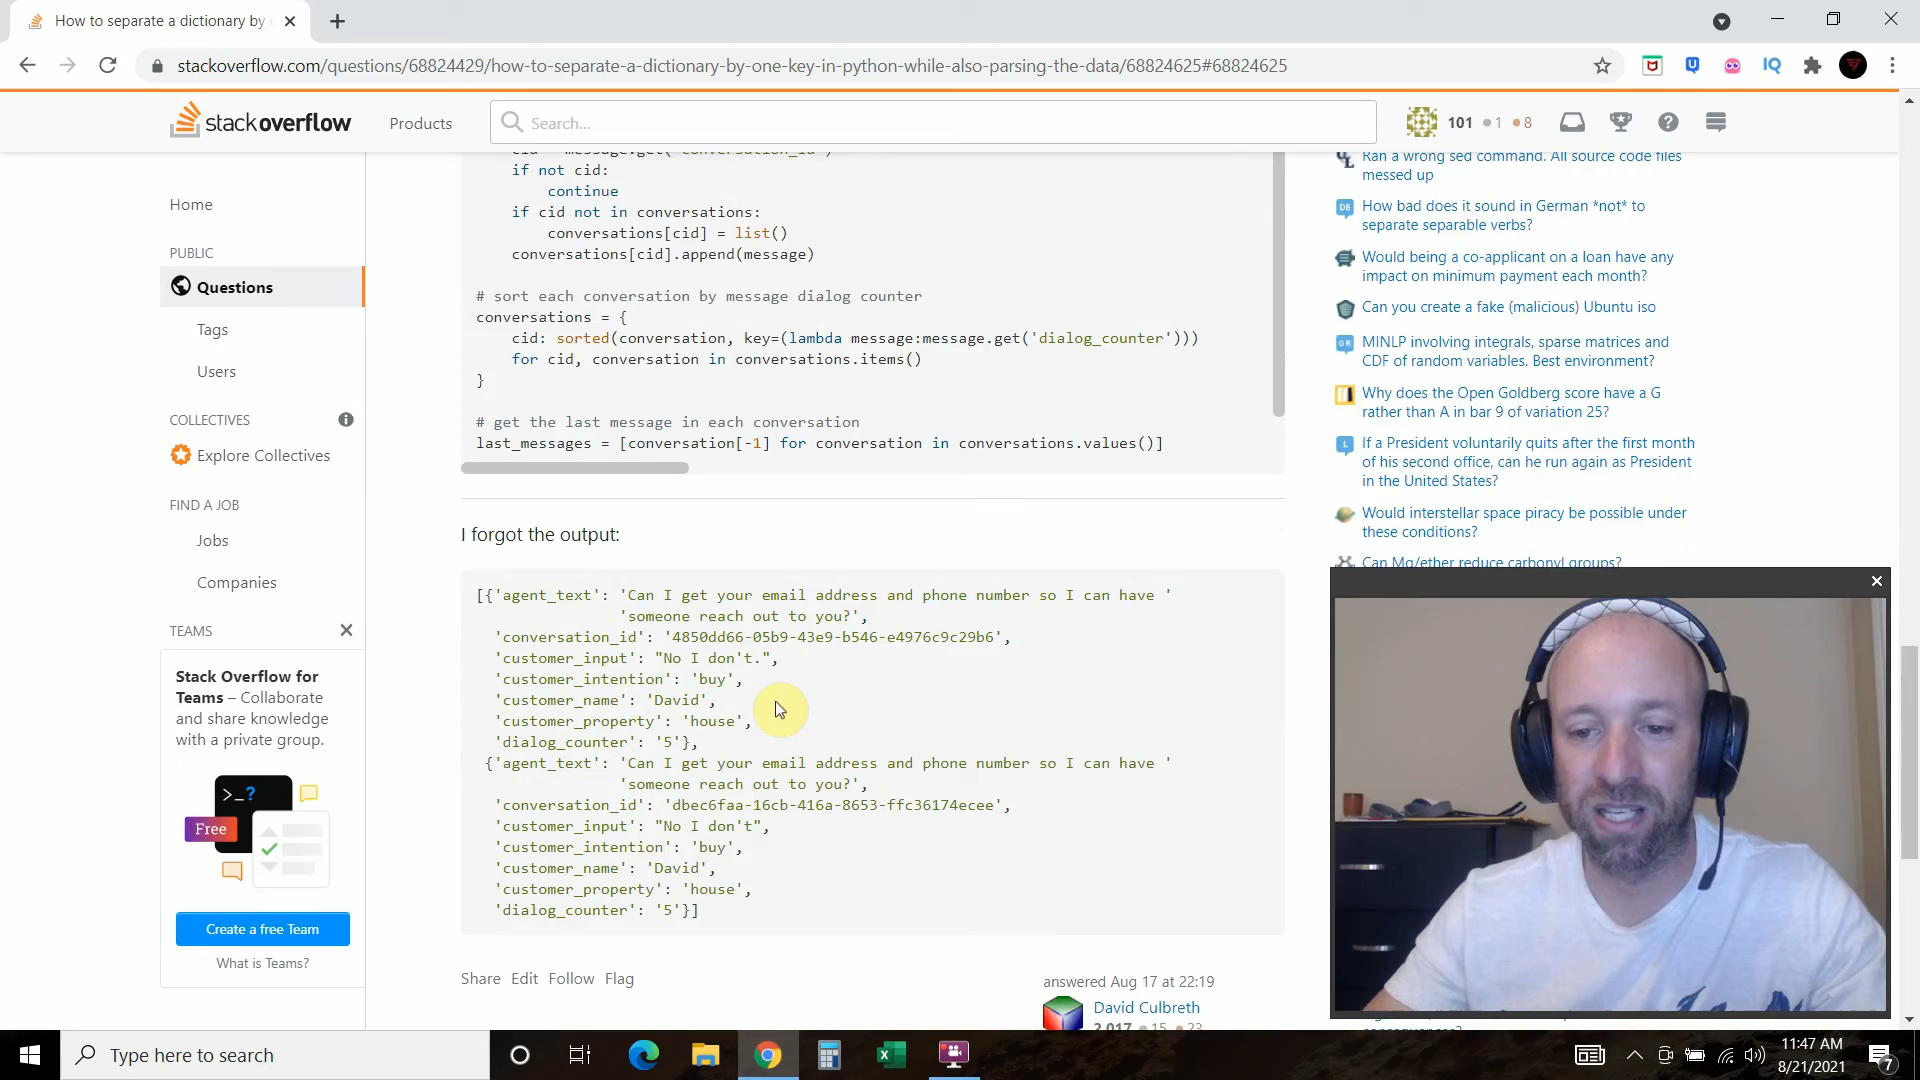 How to separate a dictionary by
stackoverflow.com/questions/68824429/how-to-separate-a-dictionary-by-one-key-in-python-while-also-parsing-the-data/68824625#68824625
IQ
stackoverflow
Products
Search...
101 1 8
Home
PUBLIC
Questions
Tags
Users
COLLECTIVES
Explore Collectives
FIND A JOB
Jobs
Companies
TEAMS
Stack Overflow for
Teams – Collaborate
and share knowledge
with a private group.
>_?
Free
Create a free Team
What is Teams?
cid = message.get('conversation_id')
if not cid:
continue
if cid not in conversations:
conversations[cid] = list()
conversations[cid].append(message)
# sort each conversation by message dialog counter
conversations = {
cid: sorted(conversation, key=(lambda message:message.get('dialog_counter')))
for cid, conversation in conversations.items()
}
# get the last message in each conversation
last_messages = [conversation[-1] for conversation in conversations.values()]
I forgot the output:
[{'agent_text': 'Can I get your email address and phone number so I can have '
'someone reach out to you?',
'conversation_id': '4850dd66-05b9-43e9-b546-e4976c9c29b6',
'customer_input': "No I don't.",
'customer_intention': 'buy',
'customer_name': 'David',
'customer_property': 'house',
'dialog_counter': '5'},
{'agent_text': 'Can I get your email address and phone number so I can have '
'someone reach out to you?',
'conversation_id': 'dbec6faa-16cb-416a-8653-ffc36174ecee',
'customer_input': "No I don't",
'customer_intention': 'buy',
'customer_name': 'David',
'customer_property': 'house',
'dialog_counter': '5'}]
Share Edit Follow Flag
answered Aug 17 at 22:19
David Culbreth
2,017 15 23
Ran a wrong sed command. All source code files
messed up
How bad does it sound in German *not* to
separate separable verbs?
Would being a co-applicant on a loan have any
impact on minimum payment each month?
Can you create a fake (malicious) Ubuntu iso
MINLP involving integrals, sparse matrices and
CDF of random variables. Best environment?
Why does the Open Goldberg score have a G
rather than A in bar 9 of variation 25?
If a President voluntarily quits after the first month
of his second office, can he run again as President
in the United States?
Would interstellar space piracy be possible under
these conditions?
Can Mg/ether reduce carbonyl groups?
Type here to search
11:47 AM
8/21/2021
7